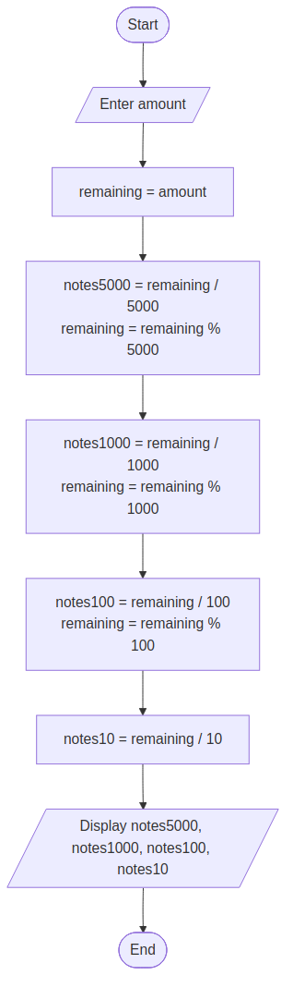 Start
Enter amount
remaining = amount
notes5000 = remaining /
5000
remaining = remaining %
5000
notes1000 = remaining /
1000
remaining = remaining %
1000
notes100 = remaining / 100
remaining = remaining %
100
notes10 = remaining / 10
Display notes5000,
notes1000, notes100,
notes10
End